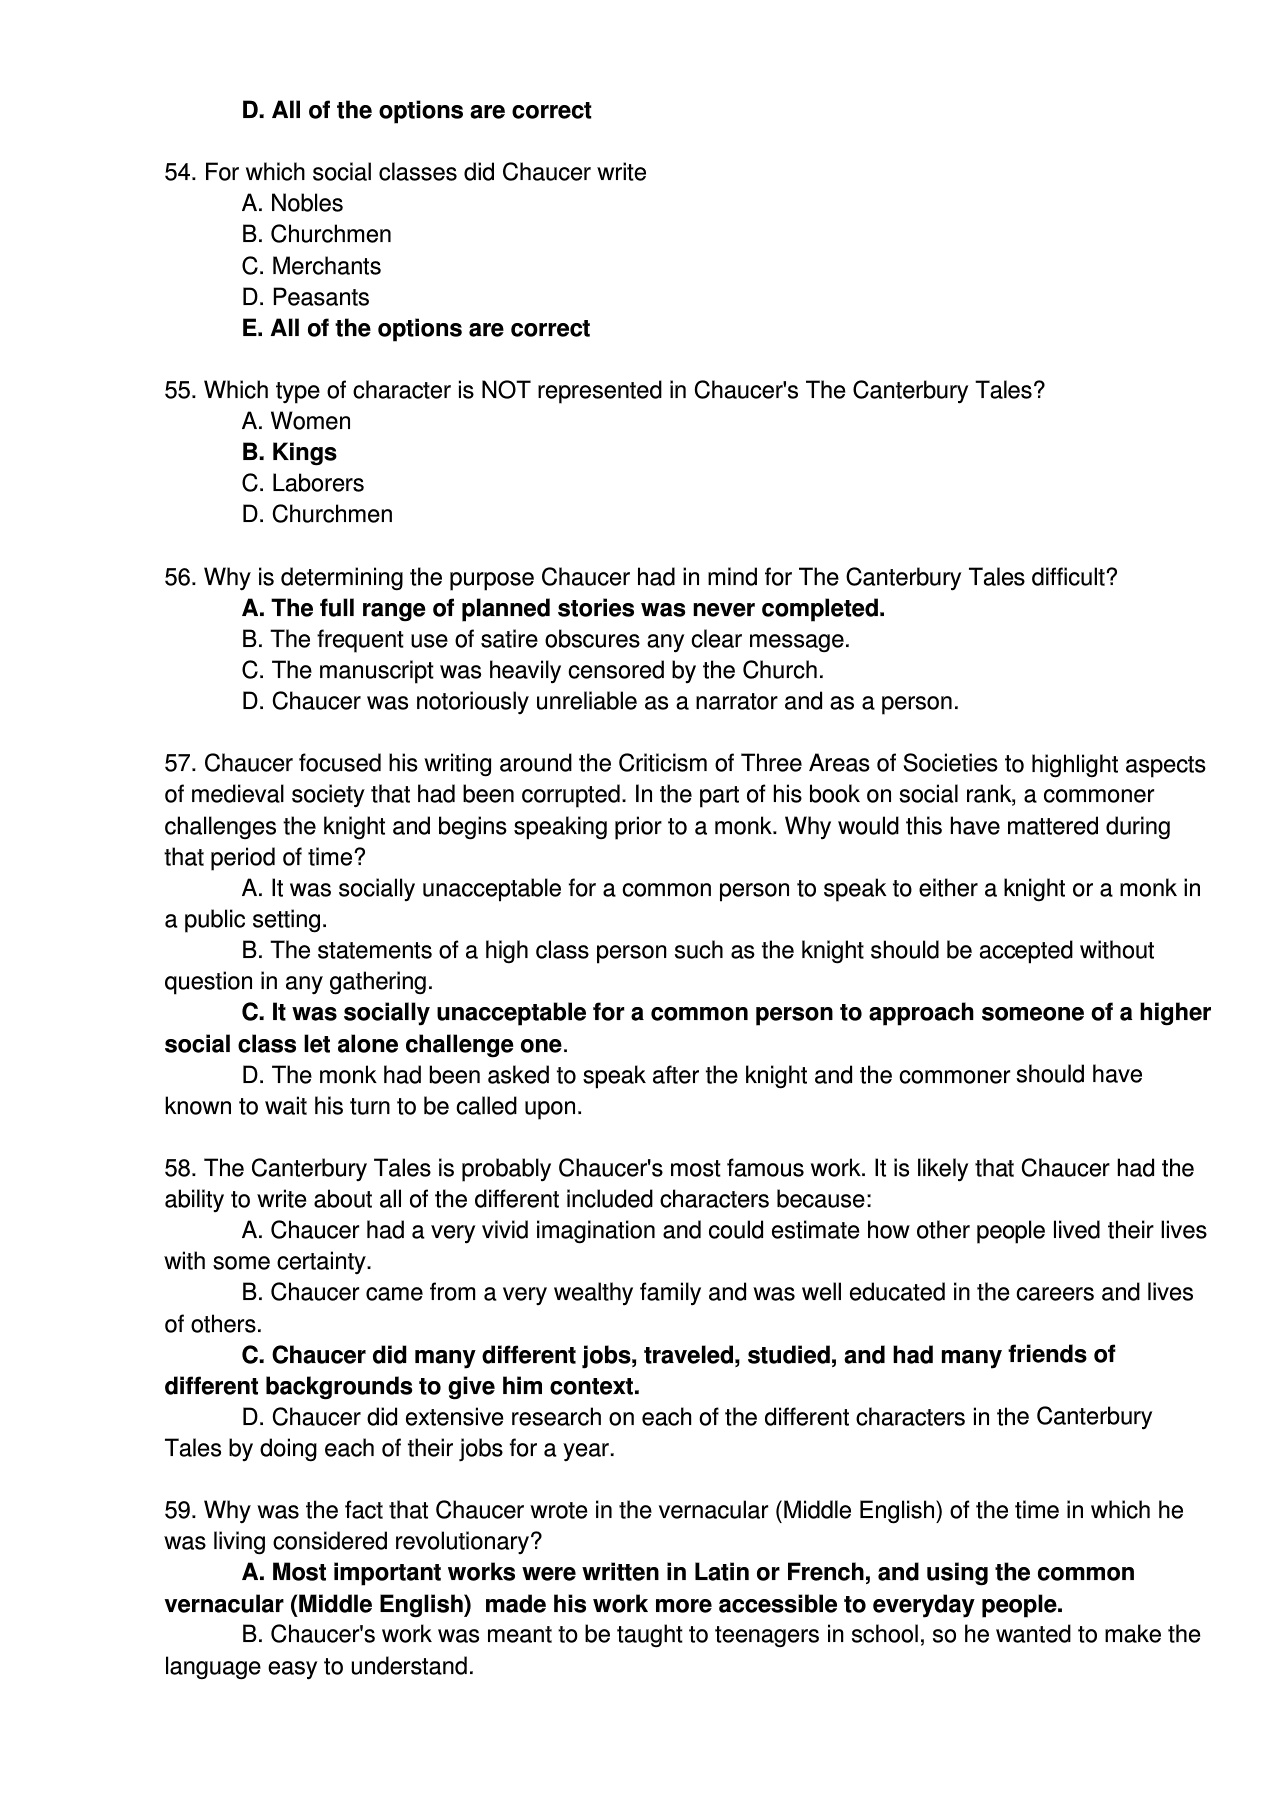 D. All of the options are correct
54. For which social classes did Chaucer write
A. Nobles
B. Churchmen
C. Merchants
D. Peasants
E. All of the options are correct
55. Which type of character is NOT represented in Chaucer's The Canterbury Tales?
A. Women
B. Kings
C. Laborers
D. Churchmen
56. Why is determining the purpose Chaucer had in mind for The Canterbury Tales difficult?
A. The full range of planned stories was never completed.
B. The frequent use of satire obscures any clear message.
C. The manuscript was heavily censored by the Church.
D. Chaucer was notoriously unreliable as a narrator and as a person.
57. Chaucer focused his writing around the Criticism of Three Areas of Societies to highlight aspects
of medieval society that had been corrupted. In the part of his book on social rank, a commoner
challenges the knight and begins speaking prior to a monk. Why would this have mattered during
that period of time?
A. It was socially unacceptable for a common person to speak to either a knight or a monk in
a public setting.
B. The statements of a high class person such as the knight should be accepted without
question in any gathering.
C. It was socially unacceptable for a common person to approach someone of a higher
social class let alone challenge one.
D. The monk had been asked to speak after the knight and the commoner should have
known to wait his turn to be called upon.
58. The Canterbury Tales is probably Chaucer's most famous work. It is likely that Chaucer had the
ability to write about all of the different included characters because:
A. Chaucer had a very vivid imagination and could estimate how other people lived their lives
with some certainty.
B. Chaucer came from a very wealthy family and was well educated in the careers and lives
of others.
C. Chaucer did many different jobs, traveled, studied, and had many friends of
different backgrounds to give him context.
D. Chaucer did extensive research on each of the different characters in the Canterbury
Tales by doing each of their jobs for a year.
59. Why was the fact that Chaucer wrote in the vernacular (Middle English) of the time in which he
was living considered revolutionary?
A. Most important works were written in Latin or French, and using the common
vernacular (Middle English)  made his work more accessible to everyday people.
B. Chaucer's work was meant to be taught to teenagers in school, so he wanted to make the
language easy to understand.